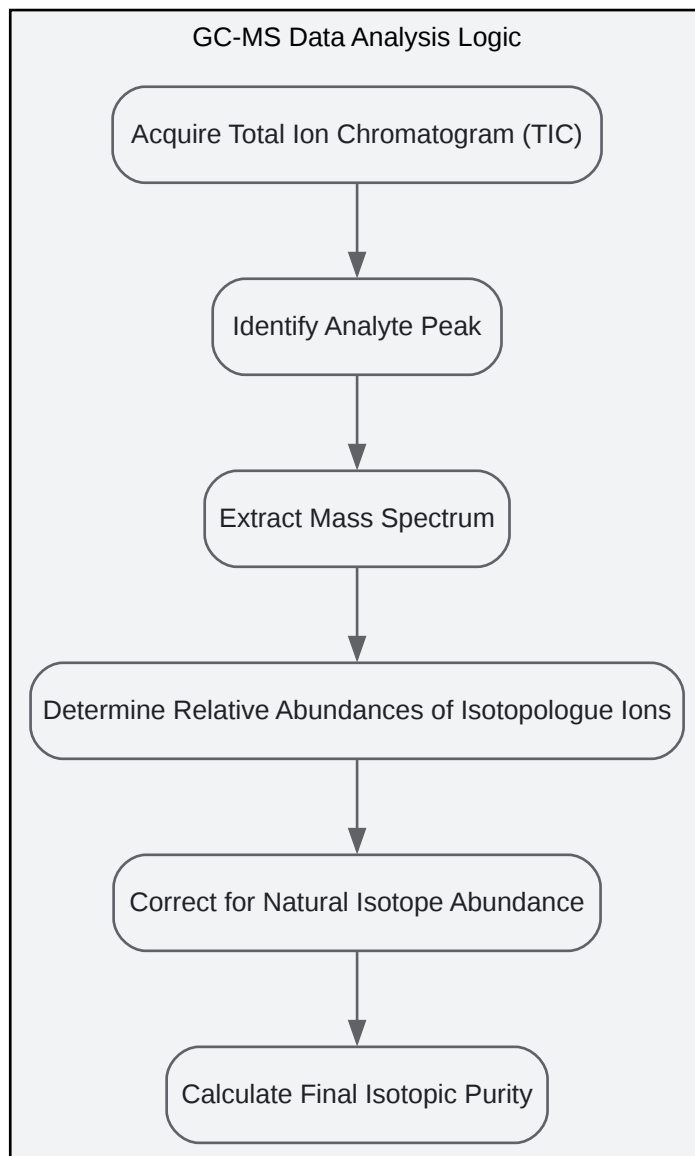 GC-MS Data Analysis Logic
Acquire Total Ion Chromatogram (TIC)
Identify Analyte Peak
Extract Mass Spectrum
Determine Relative Abundances of Isotopologue Ions
Correct for Natural Isotope Abundance
Calculate Final Isotopic Purity